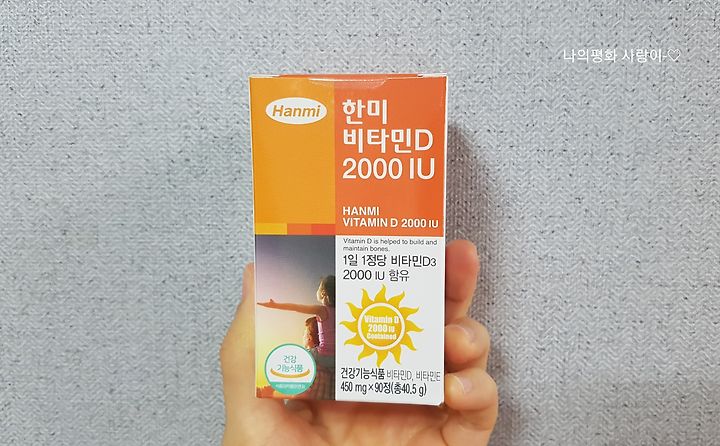 나의평화 사랑이-♡
Hanmi
한미
비타민D
2000 IU
HANMI
VITAMIN D 2000 IU
Vitamin D is helped to build and
maintain bones.
1일 1정당 비타민D3
2000 IU 함유
Vitamin D
2000 IU
Contained
건강
기능식품
건강기능식품 비타민D, 비타민E
450 mg×90정(총40.5 g)